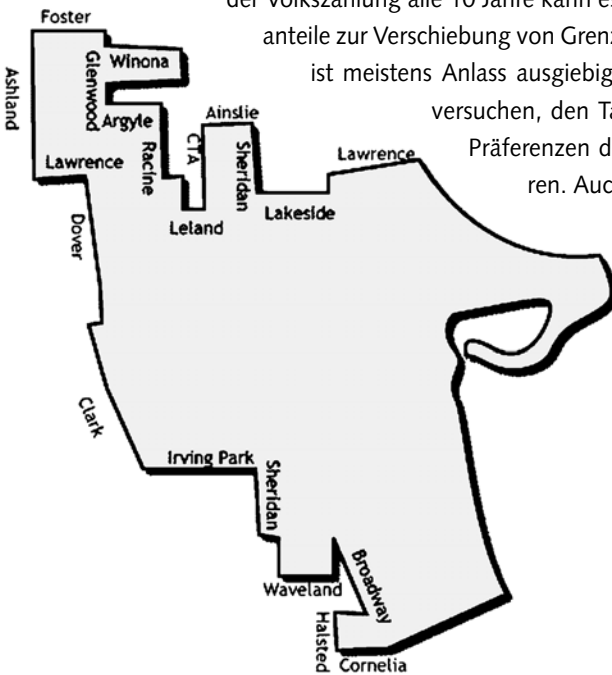 der Volkszählung alle 10 Jahre kann es
anteile zur Verschiebung von Grenz
ist meistens Anlass ausgiebig
versuchen, den Ta
Präferenzen d
ren. Auc
Foster
Ashland
Glenwood
Winona
Argyle
Racine
CTA
Ainslie
Sheridan
Lawrence
Lawrence
Leland
Lakeside
Dover
Clark
Irving Park
Sheridan
Waveland
Broadway
Halsted
Cornelia